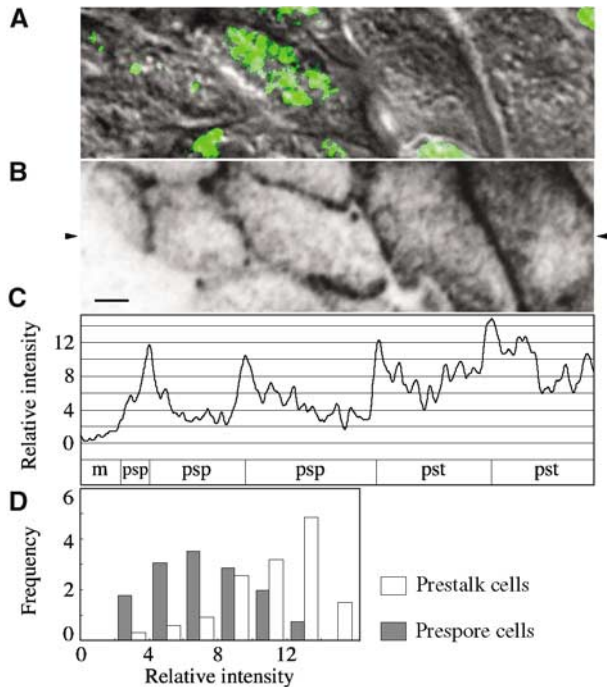 A
B
C
Relative intensity
12
8
4
0
m psp psp psp pst pst
D
Frequency
6
4
2
0
0 4 8 12
Relative intensity
Prestalk cells
Prespore cells